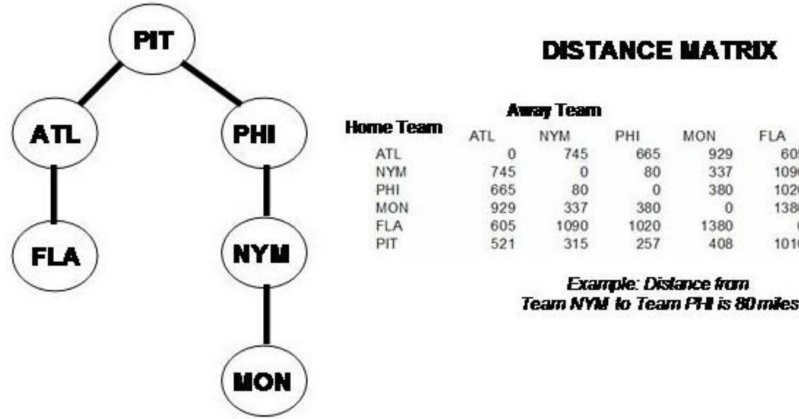 PIT
ATL
PHI
FLA
NYM
MON
DISTANCE MATRIX
Away Team
Home Team ATL NYM PHI MON FLA
ATL 0 745 665 929
NYM 745 0 80 337
PHI 665 80 0 380
MON 929 337 380 0
FLA 605 1090 1020 1380
PIT 521 315 257 408
Example: Distance from
Team NYM to Team PHI is 80 miles